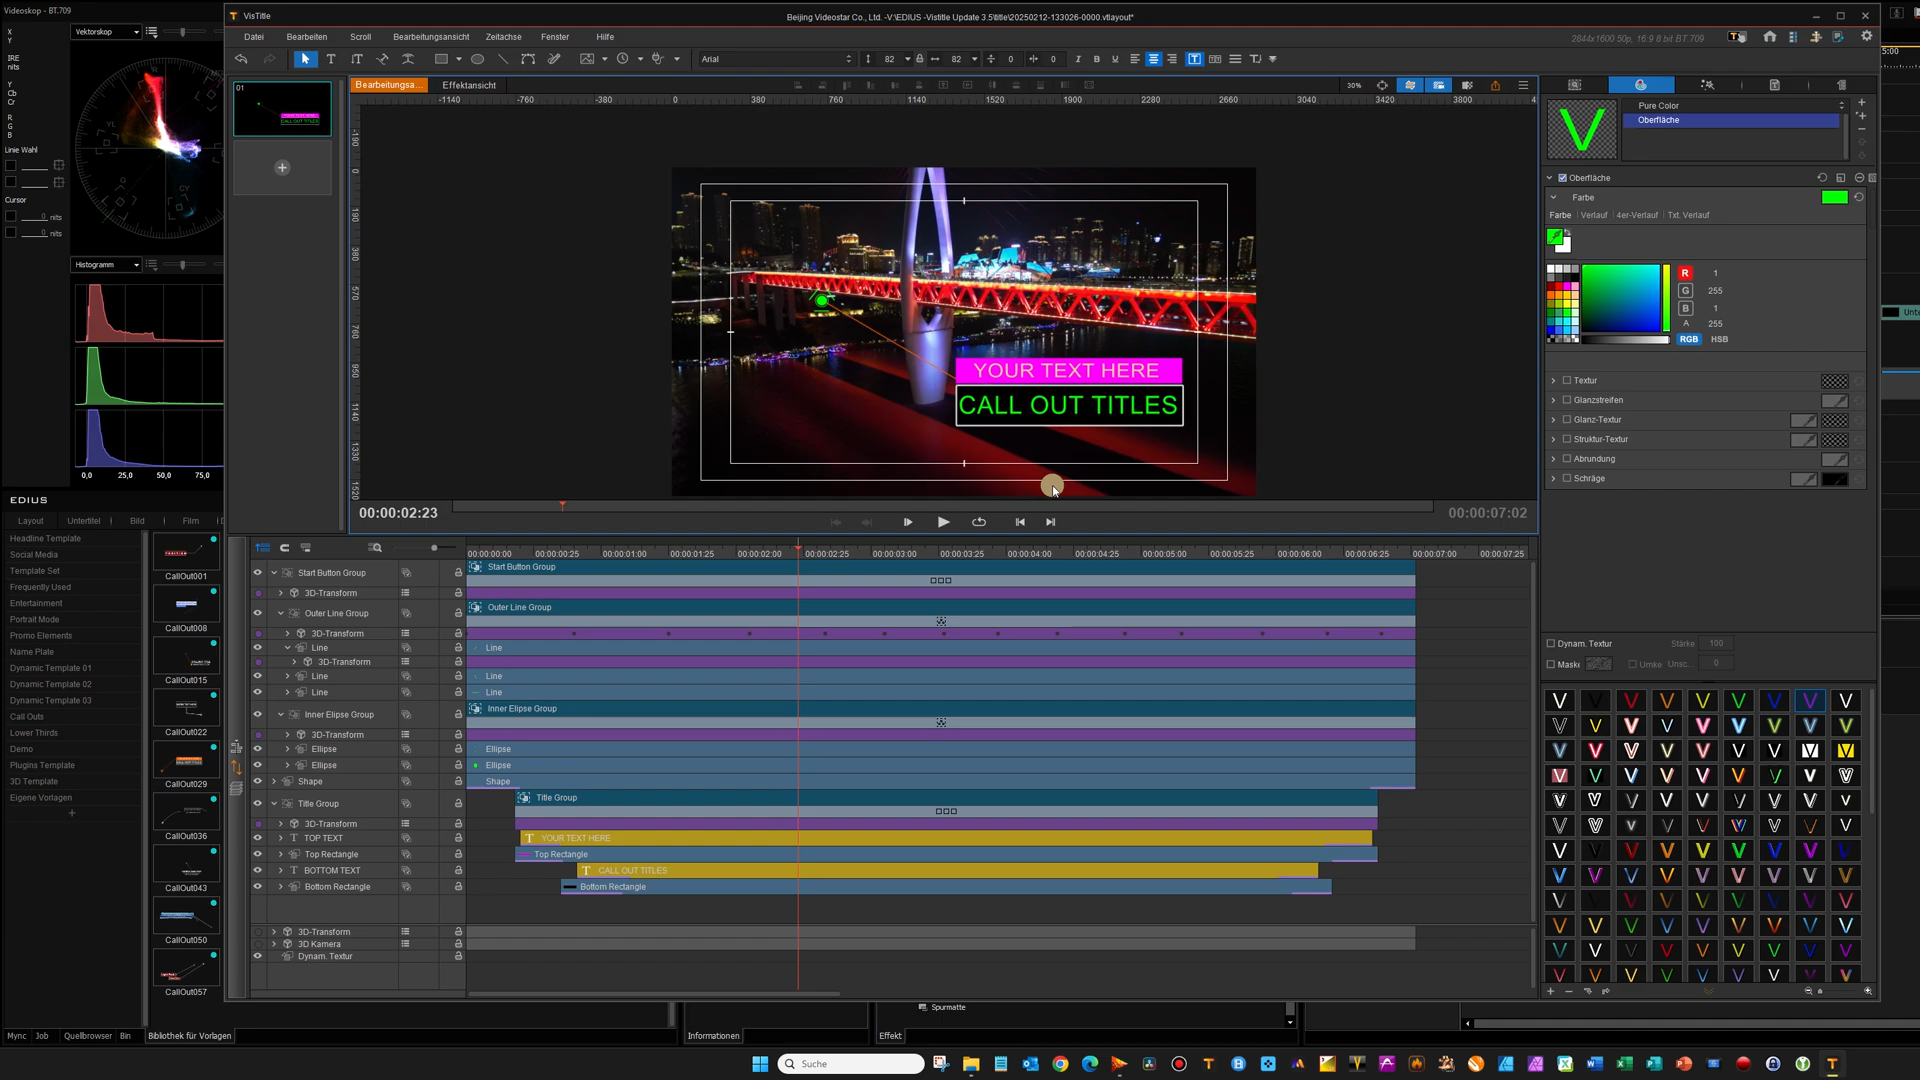 Videoskop - BT.709
VisTitle
Beijing Videostar Co., Ltd. -V:\EDIUS -Vistitle Update 3.5\title\20250212-133026-0000.vtlayout*
X
Y
Vektorskop
Datei
Bearbeiten
Scroll
Bearbeitungsansicht
Zeitachse
Fenster
Hilfe
2844x1600 50p, 16:9 8 bit BT.709
5:00
IRE
nits
Arial
82
82
0
0
Y
Cb
Cr
R
G
B
Bearbeitungsa...
Effektansicht
30%
01
-1140
-760
-380
0
380
760
1140
1520
1900
2280
2660
3040
3420
3800
Pure Color
Oberfläche
Linie Wahl
Cursor
0 nits
0 nits
Oberfläche
Farbe
Farbe
Verlauf
4er-Verlauf
Txt. Verlauf
Histogramm
R 1
G 255
B 1
A 255
RGB
HSB
YOUR TEXT HERE
CALL OUT TITLES
Textur
Glanzstreifen
Glanz-Textur
Struktur-Textur
Abrundung
Schräge
0,0
25,0
50,0
75,0
EDIUS
00:00:02:23
00:00:07:02
Layout
Untertitel
Bild
Film
Headline Template
Social Media
Template Set
Frequently Used
Entertainment
Portrait Mode
Promo Elements
Name Plate
Dynamic Template 01
Dynamic Template 02
Dynamic Template 03
Call Outs
Lower Thirds
Demo
Plugins Template
3D Template
Eigene Vorlagen
CallOut001
CallOut008
CallOut015
CallOut022
CallOut029
CallOut036
CallOut043
CallOut050
CallOut057
00:00:00:00
00:00:00:25
00:00:01:00
00:00:01:25
00:00:02:00
00:00:02:25
00:00:03:00
00:00:03:25
00:00:04:00
00:00:04:25
00:00:05:00
00:00:05:25
00:00:06:00
00:00:06:25
00:00:07:00
00:00:07:25
Start Button Group
Start Button Group
3D-Transform
Outer Line Group
Outer Line Group
3D-Transform
Line
Line
3D-Transform
Line
Line
Line
Line
Inner Elipse Group
Inner Elipse Group
3D-Transform
Ellipse
Ellipse
Ellipse
Ellipse
Shape
Shape
Title Group
Title Group
3D-Transform
TOP TEXT
YOUR TEXT HERE
Top Rectangle
Top Rectangle
BOTTOM TEXT
CALL OUT TITLES
Bottom Rectangle
Bottom Rectangle
3D-Transform
3D Kamera
Dynam. Textur
Dynam. Textur
Stärke
100
Maske
Umke
Unsc...
0
Spurmatte
Mync
Job
Quellbrowser
Bin
Bibliothek für Vorlagen
Informationen
Effekt
Suche